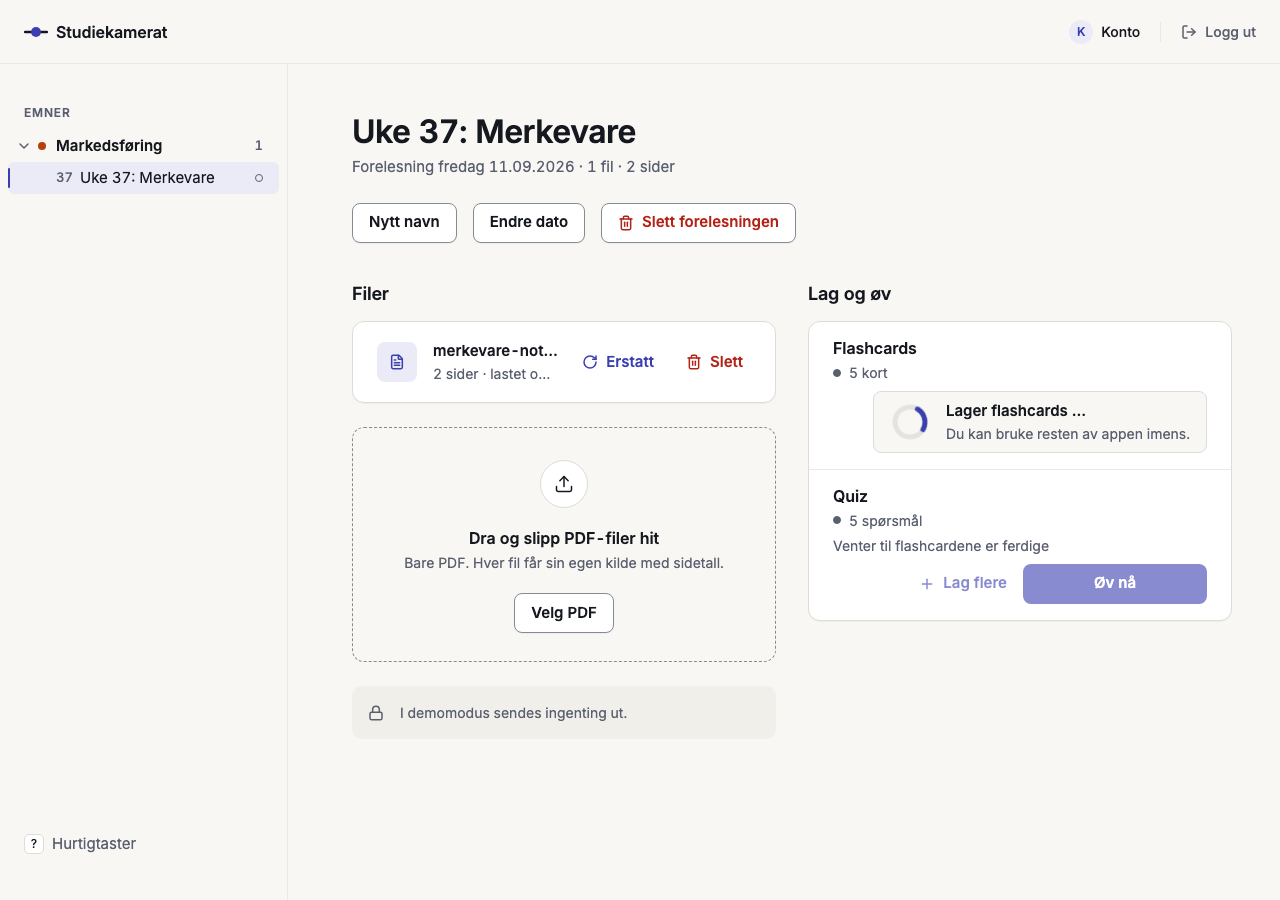 Studiekamerat
K Konto
Logg ut
EMNER
Markedsføring 1
37 Uke 37: Merkevare
Uke 37: Merkevare
Forelesning fredag 11.09.2026 · 1 fil · 2 sider
Nytt navn
Endre dato
Slett forelesningen
Filer
merkevare-not...
2 sider · lastet o...
Erstatt
Slett
Dra og slipp PDF-filer hit
Bare PDF. Hver fil får sin egen kilde med sidetall.
Velg PDF
I demomodus sendes ingenting ut.
Lag og øv
Flashcards
5 kort
Lager flashcards ...
Du kan bruke resten av appen imens.
Quiz
5 spørsmål
Venter til flashcardene er ferdige
Lag flere
Øv nå
? Hurtigtaster